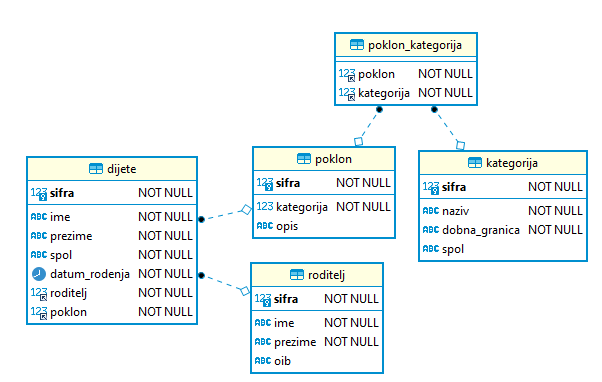 poklon_kategorija
123 poklon NOT NULL
123 kategorija NOT NULL
poklon
123 sifra NOT NULL
123 kategorija NOT NULL
ABC opis
kategorija
123 sifra NOT NULL
ABC naziv NOT NULL
ABC dobna_granica NOT NULL
ABC spol
dijete
123 sifra NOT NULL
ABC ime NOT NULL
ABC prezime NOT NULL
ABC spol NOT NULL
datum_rodenja NOT NULL
123 roditelj NOT NULL
123 poklon NOT NULL
roditelj
123 sifra NOT NULL
ABC ime NOT NULL
ABC prezime NOT NULL
ABC oib